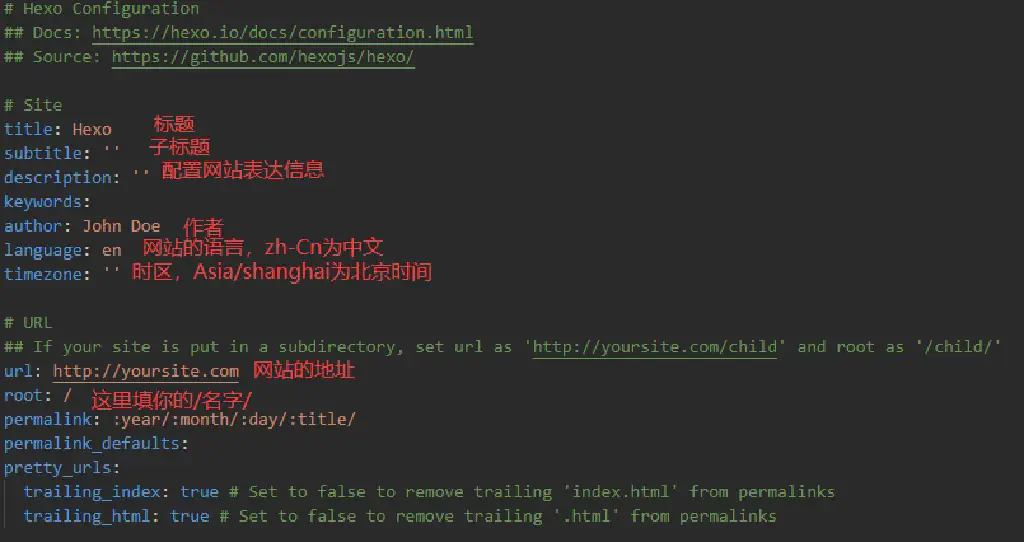 # Hexo Configuration
## Docs: https://hexo.io/docs/configuration.html
## Source: https://github.com/hexojs/hexo/
# Site
title: Hexo 标题
subtitle: '' 子标题
description: '' 配置网站表达信息
keywords:
author: John Doe 作者
language: en 网站的语言，zh-Cn为中文
timezone: '' 时区，Asia/shanghai为北京时间
# URL
## If your site is put in a subdirectory, set url as 'http://yoursite.com/child' and root as '/child/'
url: http://yoursite.com 网站的地址
root: / 这里填你的/名字/
permalink: :year/:month/:day/:title/
permalink_defaults:
pretty_urls:
  trailing_index: true # Set to false to remove trailing 'index.html' from permalinks
  trailing_html: true # Set to false to remove trailing '.html' from permalinks